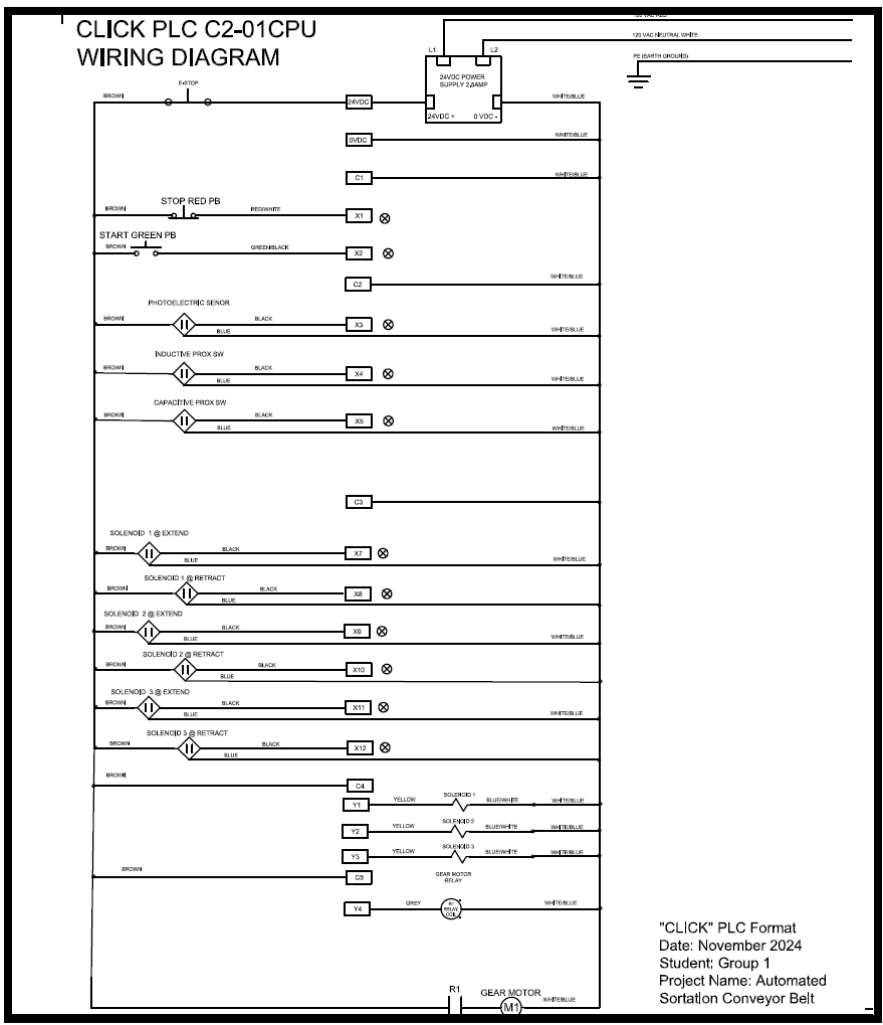 CLICK PLC C2-01CPU
WIRING DIAGRAM
120 VAC RED
120 VAC NEUTRAL WHITE
PE (EARTH GROUND)
L1
L2
24VDC POWER
SUPPLY 2.5AMP
24VDC +
0 VDC -
E-STOP
BROWN
24VDC
WHITE/BLUE
0VDC
WHITE/BLUE
C1
WHITE/BLUE
STOP RED PB
BROWN
RED/WHITE
X1
START GREEN PB
BROWN
GREEN/BLACK
X2
C2
WHITE/BLUE
PHOTOELECTRIC SENOR
BROWN
BLACK
X3
BLUE
WHITE/BLUE
INDUCTIVE PROX SW
BROWN
BLACK
X4
BLUE
WHITE/BLUE
CAPACITIVE PROX SW
BROWN
BLACK
X5
BLUE
WHITE/BLUE
C3
SOLENOID 1 @ EXTEND
BROWN
BLACK
X7
BLUE
WHITE/BLUE
SOLENOID 1 @ RETRACT
BROWN
BLACK
X8
BLUE
SOLENOID 2 @ EXTEND
BROWN
BLACK
X9
BLUE
WHITE/BLUE
SOLENOID 2 @ RETRACT
BROWN
BLACK
X10
BLUE
SOLENOID 3 @ EXTEND
BROWN
BLACK
X11
BLUE
WHITE/BLUE
SOLENOID 3 @ RETRACT
BROWN
BLACK
X12
BLUE
BROWN
C4
Y1
YELLOW
SOLENOID 1
BLUE/WHITE
WHITE/BLUE
Y2
YELLOW
SOLENOID 2
BLUE/WHITE
WHITE/BLUE
Y3
YELLOW
SOLENOID 3
BLUE/WHITE
WHITE/BLUE
BROWN
C5
GEAR MOTOR
RELAY
Y4
GREY
R1
RELAY
COIL
WHITE/BLUE
R1
GEAR MOTOR
M1
WHITE/BLUE
"CLICK" PLC Format
Date: November 2024
Student: Group 1
Project Name: Automated
Sortation Conveyor Belt